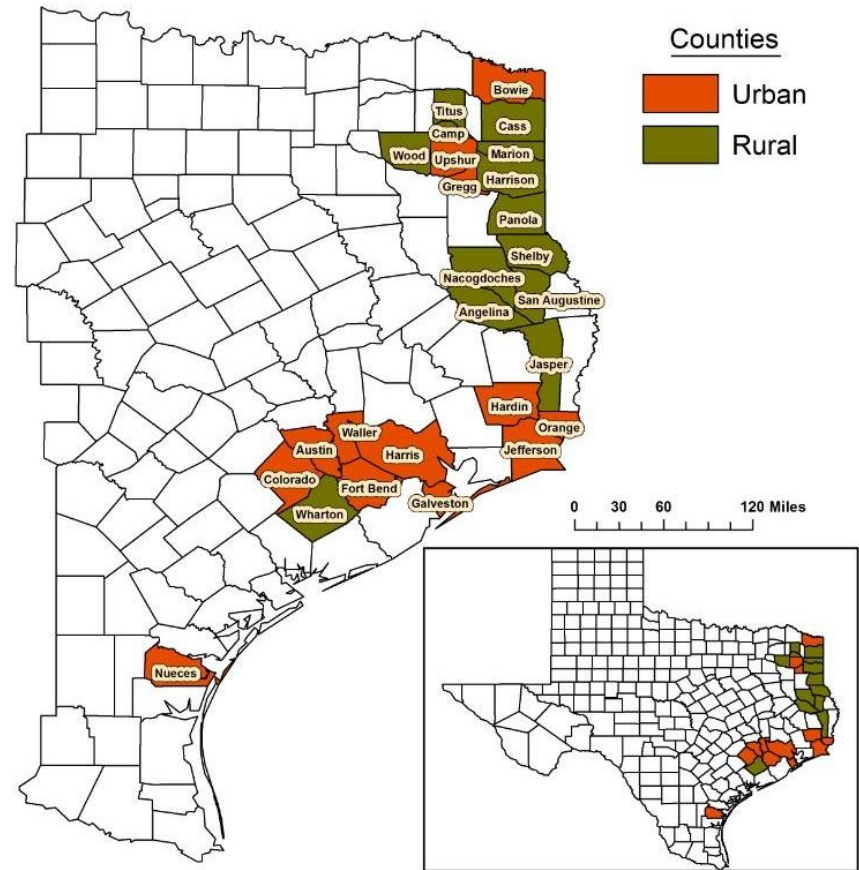 Counties
Urban
Rural
Bowie
Titus
Cass
Camp
Wood
Upshur
Marion
Gregg
Harrison
Panola
Shelby
Nacogdoches
San Augustine
Angelina
Jasper
Hardin
Orange
Waller
Austin
Harris
Jefferson
Colorado
Fort Bend
Galveston
Wharton
0 30 60 120 Miles
Nueces